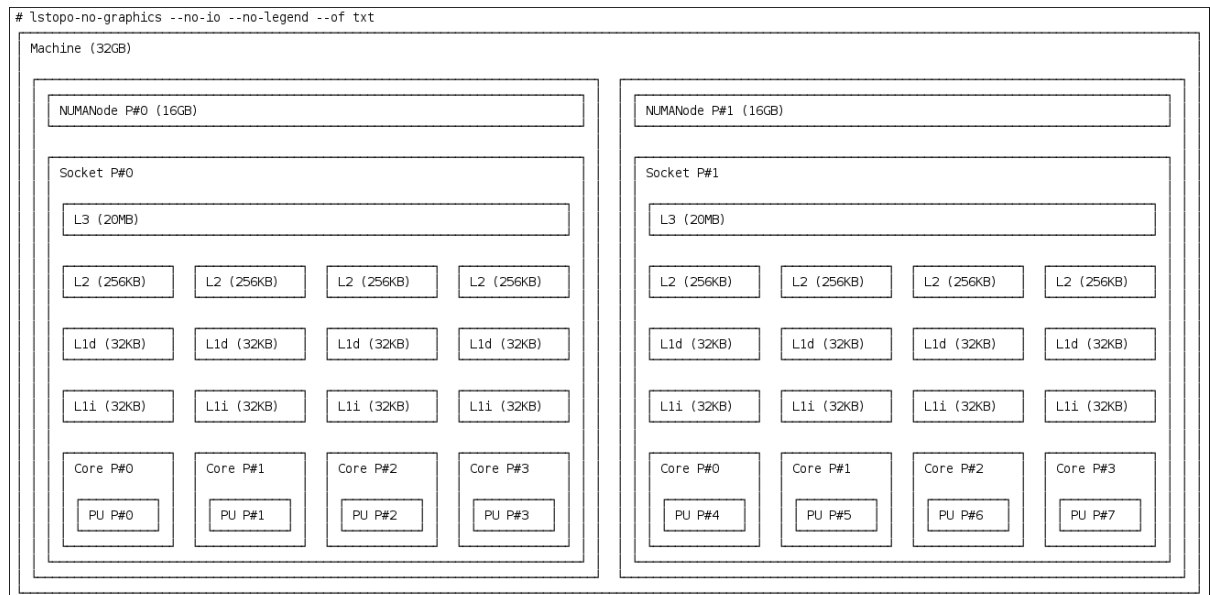 # lstopo-no-graphics --no-io --no-legend --of txt
Machine (32GB)
NUMANode P#0 (16GB) NUMANode P#1 (16GB)
Socket P#0 Socket P#1
L3 (20MB) L3 (20MB)
L2 (256KB) L2 (256KB) L2 (256KB) L2 (256KB) L2 (256KB) L2 (256KB) L2 (256KB) L2 (256KB)
L1d (32KB) L1d (32KB) L1d (32KB) L1d (32KB) L1d (32KB) L1d (32KB) L1d (32KB) L1d (32KB)
L1i (32KB) L1i (32KB) L1i (32KB) L1i (32KB) L1i (32KB) L1i (32KB) L1i (32KB) L1i (32KB)
Core P#0 Core P#1 Core P#2 Core P#3 Core P#0 Core P#1 Core P#2 Core P#3
PU P#0 PU P#1 PU P#2 PU P#3 PU P#4 PU P#5 PU P#6 PU P#7